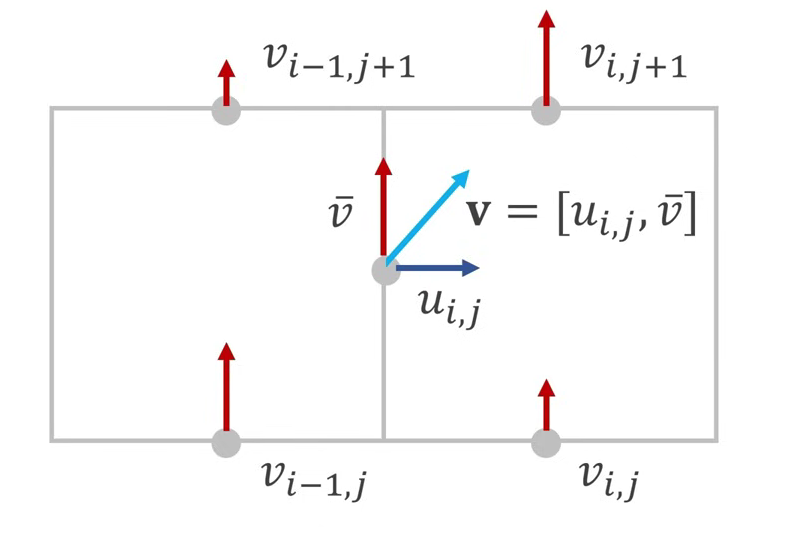 v_{i−1,j+1}
v_{i,j+1}
v̄
𝐯 = [u_{i,j}, v̄]
u_{i,j}
v_{i−1,j}
v_{i,j}